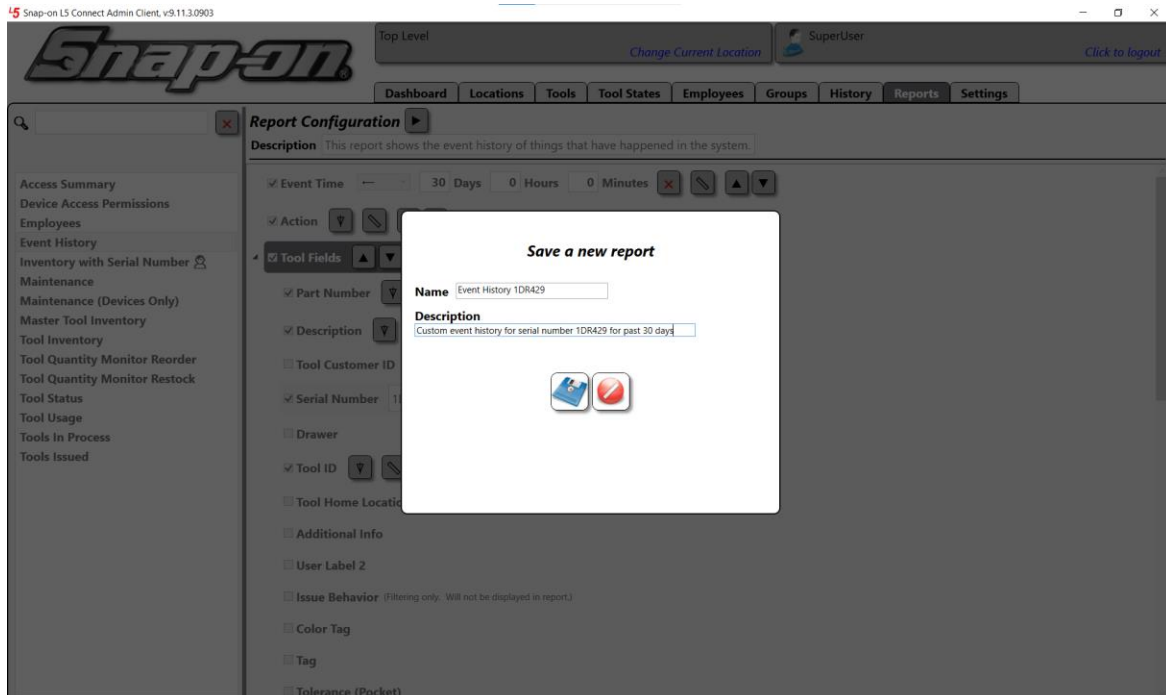 L5 Snap-on L5 Connect Admin Client, v:9.11.3.0903
Snap-on
Top Level
Change Current Location
SuperUser
Click to logout
Dashboard Locations Tools Tool States Employees Groups History Reports Settings
Report Configuration
Description This report shows the event history of things that have happened in the system.
Access Summary
Device Access Permissions
Employees
Event History
Inventory with Serial Number
Maintenance
Maintenance (Devices Only)
Master Tool Inventory
Tool Inventory
Tool Quantity Monitor Reorder
Tool Quantity Monitor Restock
Tool Status
Tool Usage
Tools In Process
Tools Issued
Event Time 30 Days 0 Hours 0 Minutes
Action
Tool Fields
Part Number
Description
Tool Customer ID
Serial Number
Drawer
Tool ID
Tool Home
Additional Info
User Label 2
Issue Behavior (Filtering only. Will not be displayed in report.)
Color Tag
Tag
Tolerance (Pocket)
Save a new report
Name Event History 1DR429
Description
Custom event history for serial number 1DR429 for past 30 days